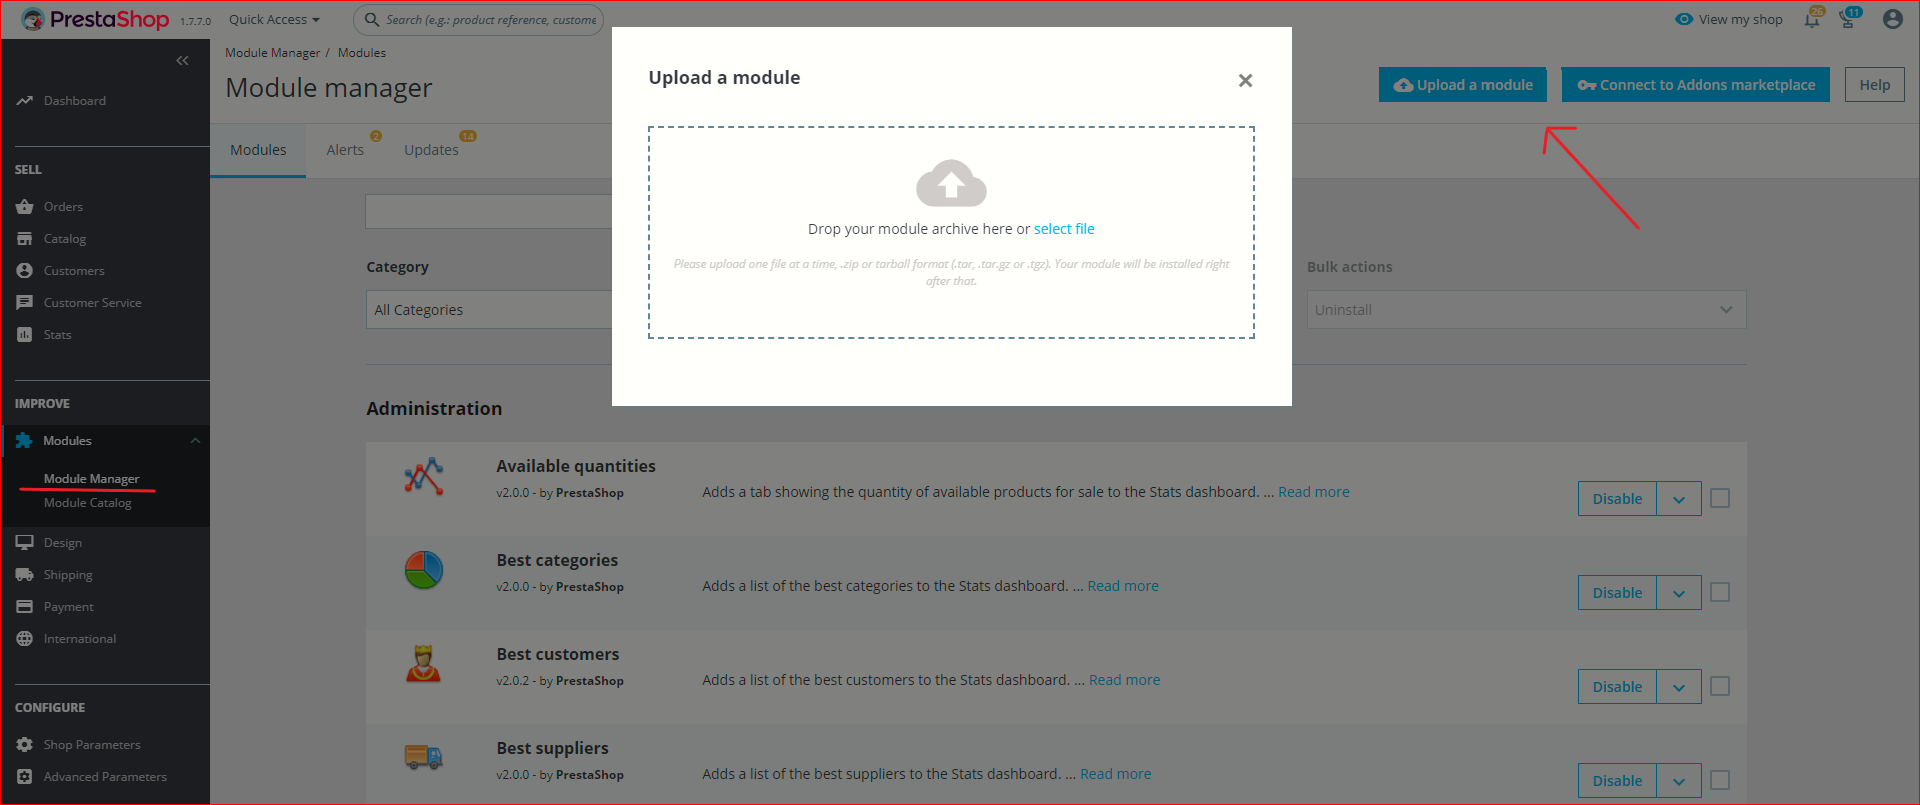 PrestaShop 1.7.7.0 Quick Access Search (e.g.: product reference, custome View my shop 26 11
Module Manager / Modules
Module manager
Upload a module Connect to Addons marketplace Help
Modules Alerts 2 Updates 14
Dashboard
SELL
Orders
Catalog
Customers
Customer Service
Stats
IMPROVE
Modules
Module Manager
Module Catalog
Design
Shipping
Payment
International
CONFIGURE
Shop Parameters
Advanced Parameters
Upload a module
Drop your module archive here or select file
Please upload one file at a time, .zip or tarball format (.tar, .tar.gz or .tgz). Your module will be installed right
after that.
Category
All Categories
Bulk actions
Uninstall
Administration
Available quantities
v2.0.0 - by PrestaShop
Adds a tab showing the quantity of available products for sale to the Stats dashboard. ... Read more
Disable
Best categories
v2.0.0 - by PrestaShop
Adds a list of the best categories to the Stats dashboard. ... Read more
Disable
Best customers
v2.0.2 - by PrestaShop
Adds a list of the best customers to the Stats dashboard. ... Read more
Disable
Best suppliers
v2.0.0 - by PrestaShop
Adds a list of the best suppliers to the Stats dashboard. ... Read more
Disable